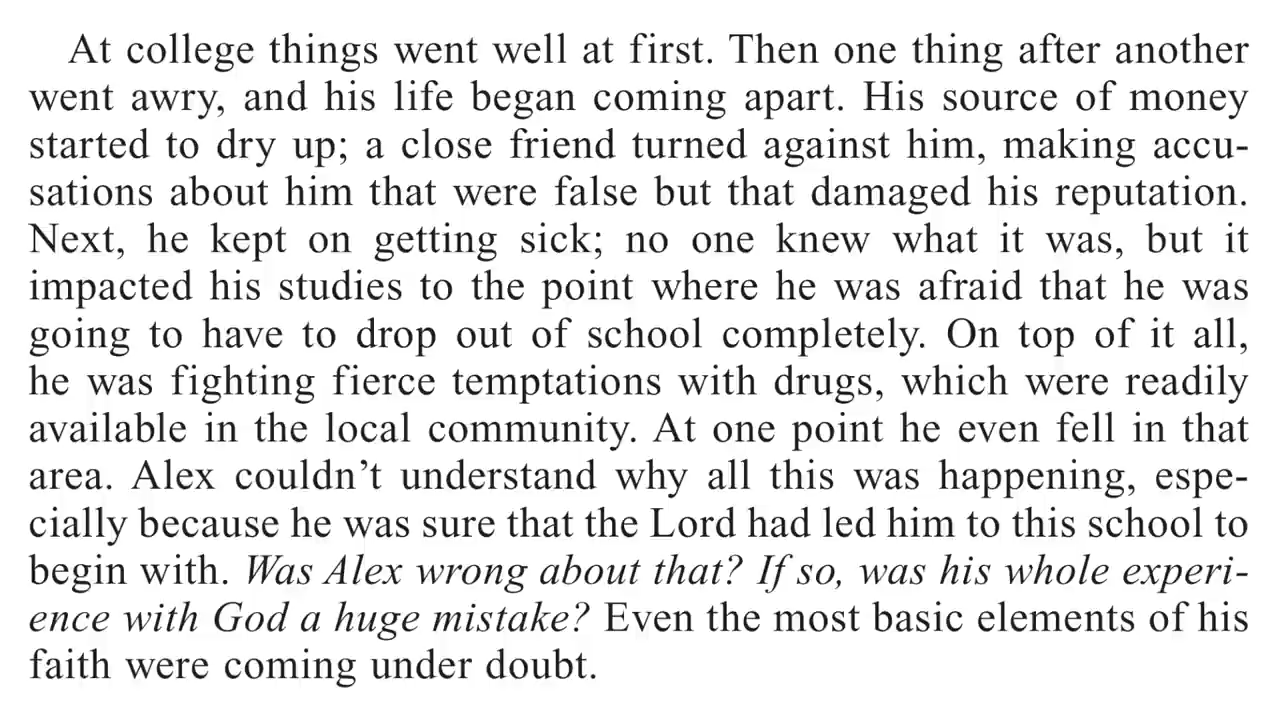 At college things went well at first. Then one thing after another
went awry, and his life began coming apart. His source of money
started to dry up; a close friend turned against him, making accu-
sations about him that were false but that damaged his reputation.
Next, he kept on getting sick; no one knew what it was, but it
impacted his studies to the point where he was afraid that he was
going to have to drop out of school completely. On top of it all,
he was fighting fierce temptations with drugs, which were readily
available in the local community. At one point he even fell in that
area. Alex couldn’t understand why all this was happening, espe-
cially because he was sure that the Lord had led him to this school to
begin with. Was Alex wrong about that? If so, was his whole experi-
ence with God a huge mistake? Even the most basic elements of his
faith were coming under doubt.